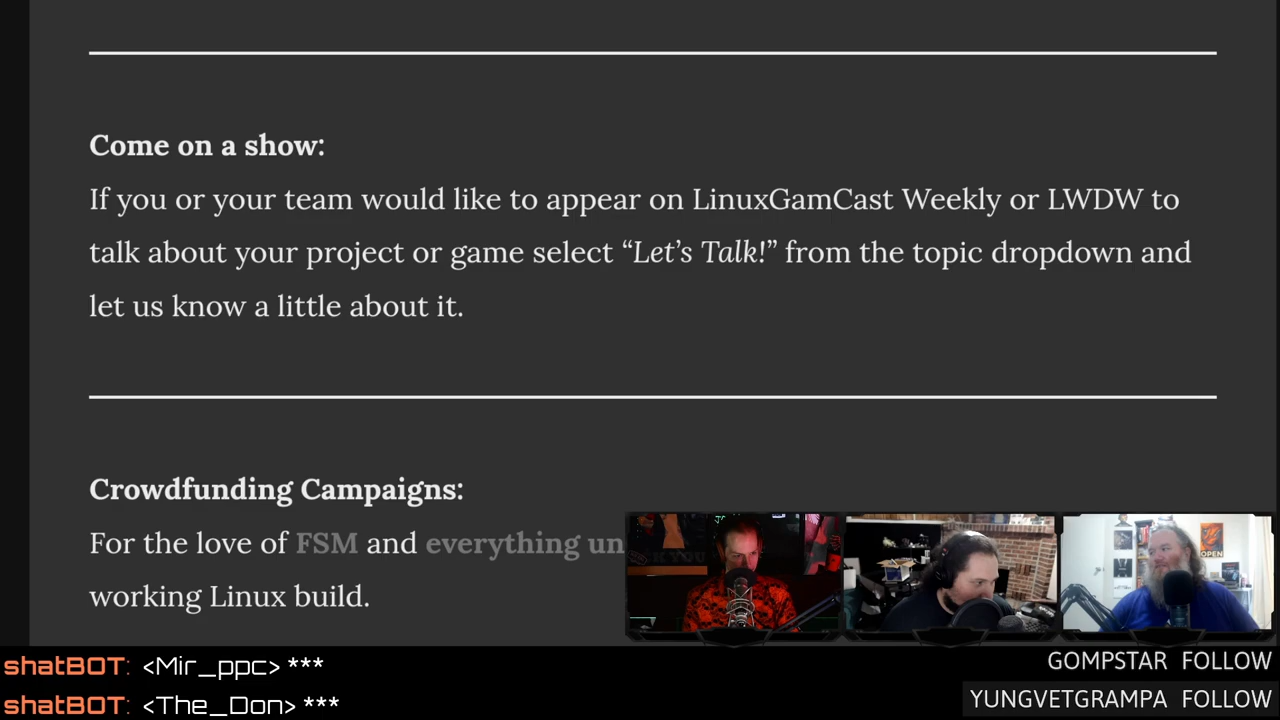 Come on a show:
If you or your team would like to appear on LinuxGamCast Weekly or LWDW to
talk about your project or game select “Let’s Talk!” from the topic dropdown and
let us know a little about it.
Crowdfunding Campaigns:
For the love of FSM and everything un
working Linux build.
OPEN
shatBOT: <Mir_ppc> ***
shatBOT: <The_Don> ***
GOMPSTAR FOLLOW
YUNGVETGRAMPA FOLLOW